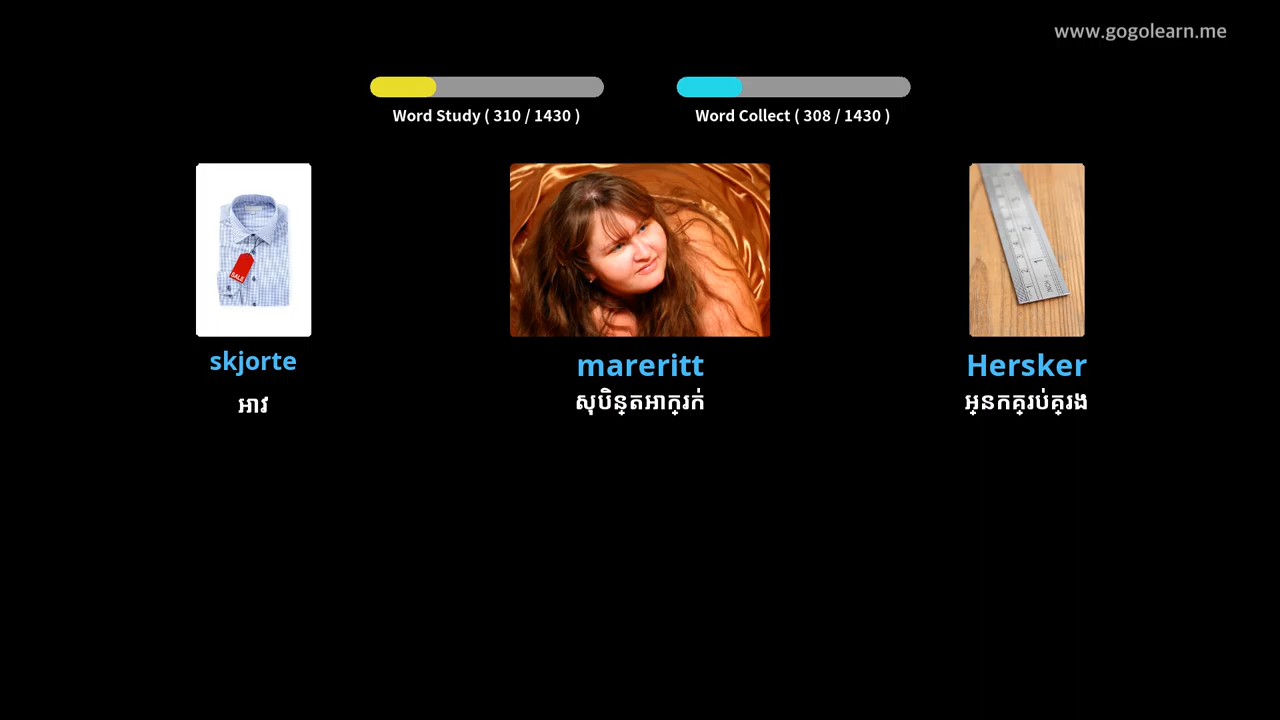 www.gogolearn.me
Word Study ( 310 / 1430 )
Word Collect ( 308 / 1430 )
SALE
skjorte
mareritt
Hersker
អាវ
សុបិន្តអាក្រក់
អ្នកគ្រប់គ្រង